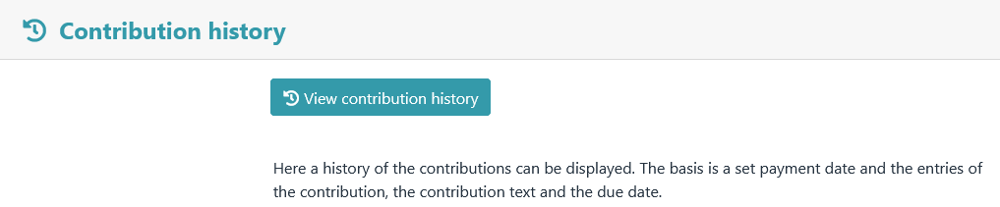 Contribution history
View contribution history
Here a history of the contributions can be displayed. The basis is a set payment date and the entries of
the contribution, the contribution text and the due date.